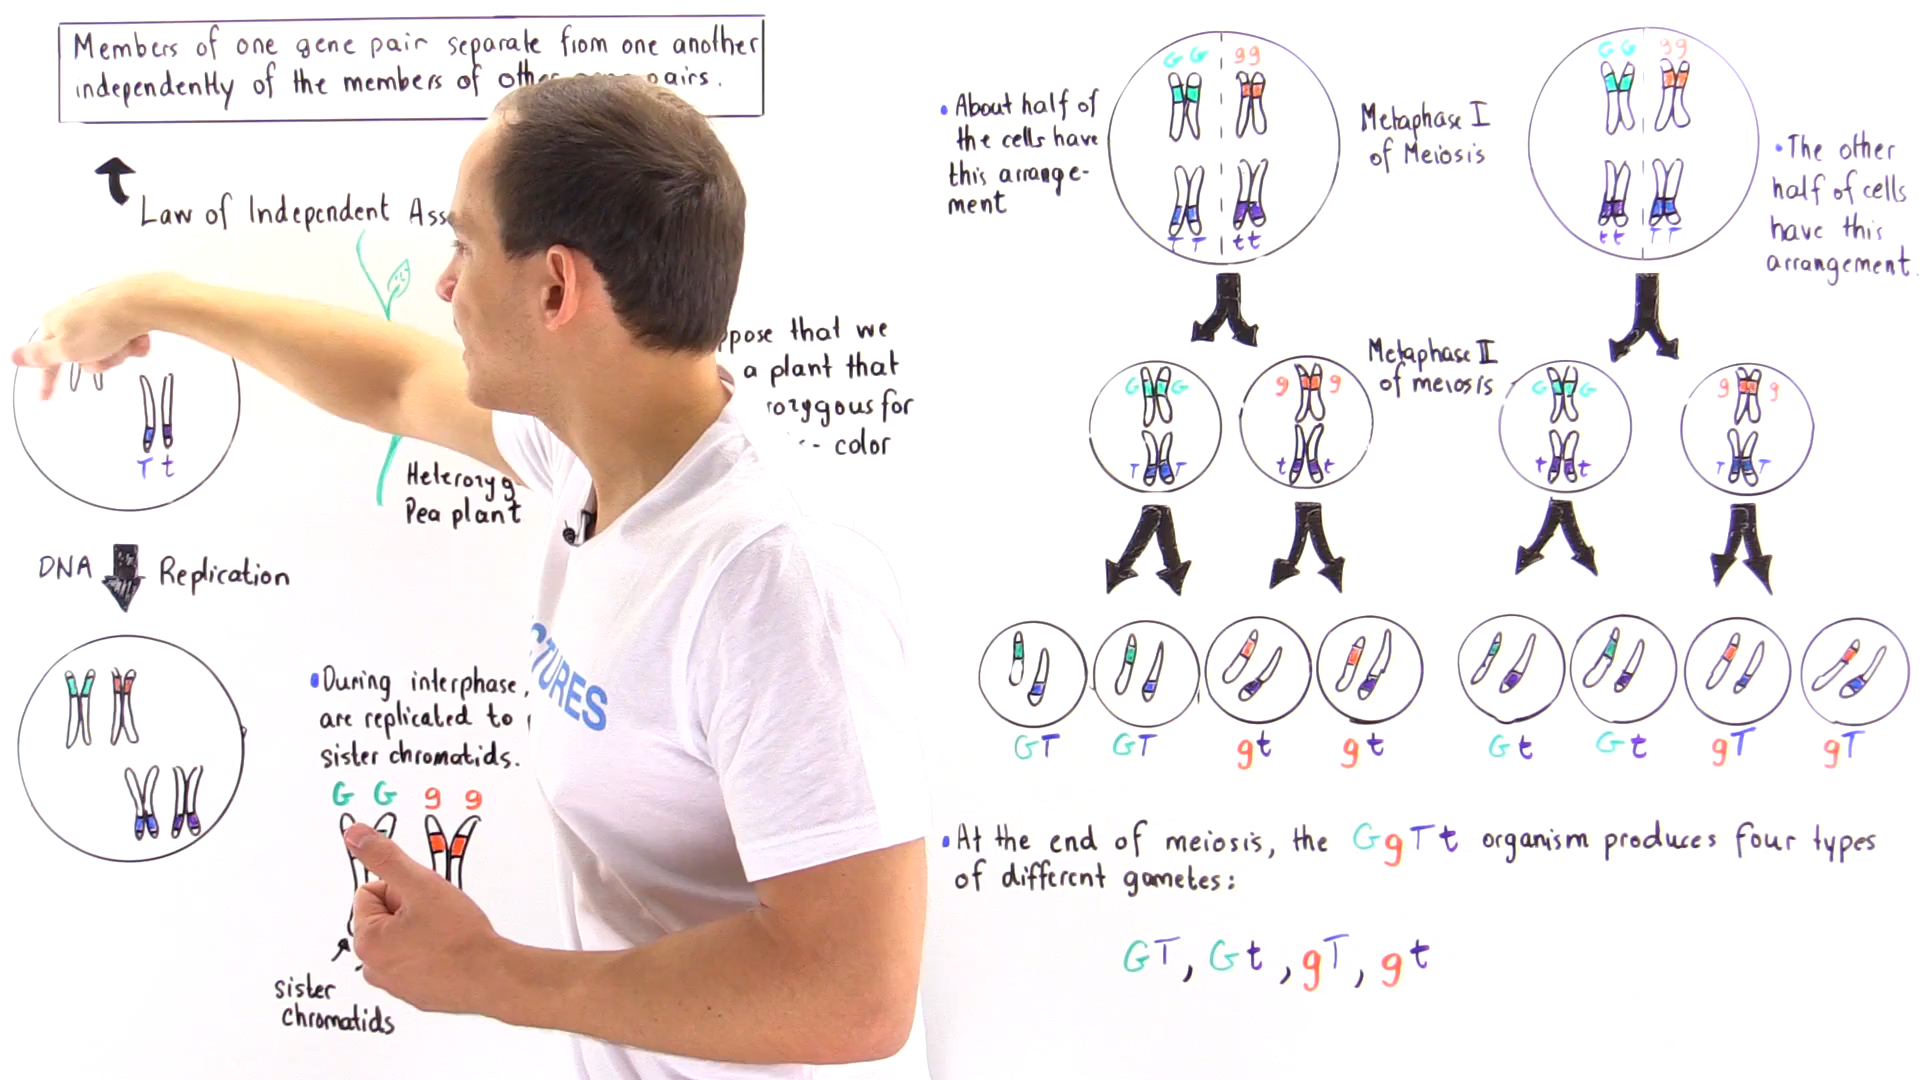 Members of one gene pair separate from one another
independently of the members of pairs.
Law of Independent
T t
DNA Replication
Heterozyg
Pea plant
that we
a plant that
for
color
•During interphase,
are replicated to
sister chromatids.
G G g g
sister
chromatids
CTURES
•About half of
the cells have
this arrange-
ment
G G g g
T T t t
Metaphase I
of Meiosis
G G g g
t t T T
•The other
half of cells
have this
arrangement.
Metaphase II
of meiosis
G G g g G G g g
T T t t t t T T
GT GT gt gt Gt Gt gT gT
•At the end of meiosis, the GgTt organism produces four types
of different gametes:
GT, Gt, gT, gt